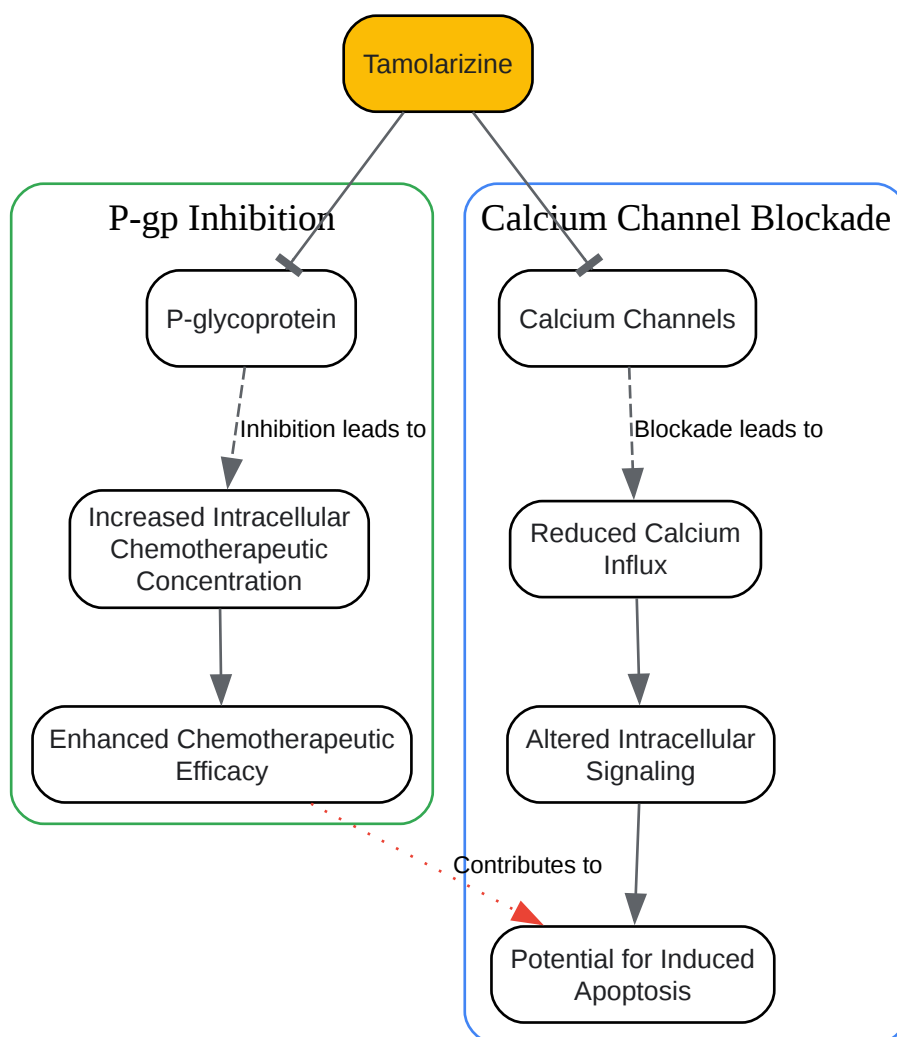 Tamolarizine
P-gp Inhibition
Calcium Channel Blockade
P-glycoprotein
Calcium Channels
Inhibition leads to
Blockade leads to
Increased Intracellular
Chemotherapeutic
Concentration
Reduced Calcium
Influx
Enhanced Chemotherapeutic
Efficacy
Altered Intracellular
Signaling
Contributes to
Potential for Induced
Apoptosis